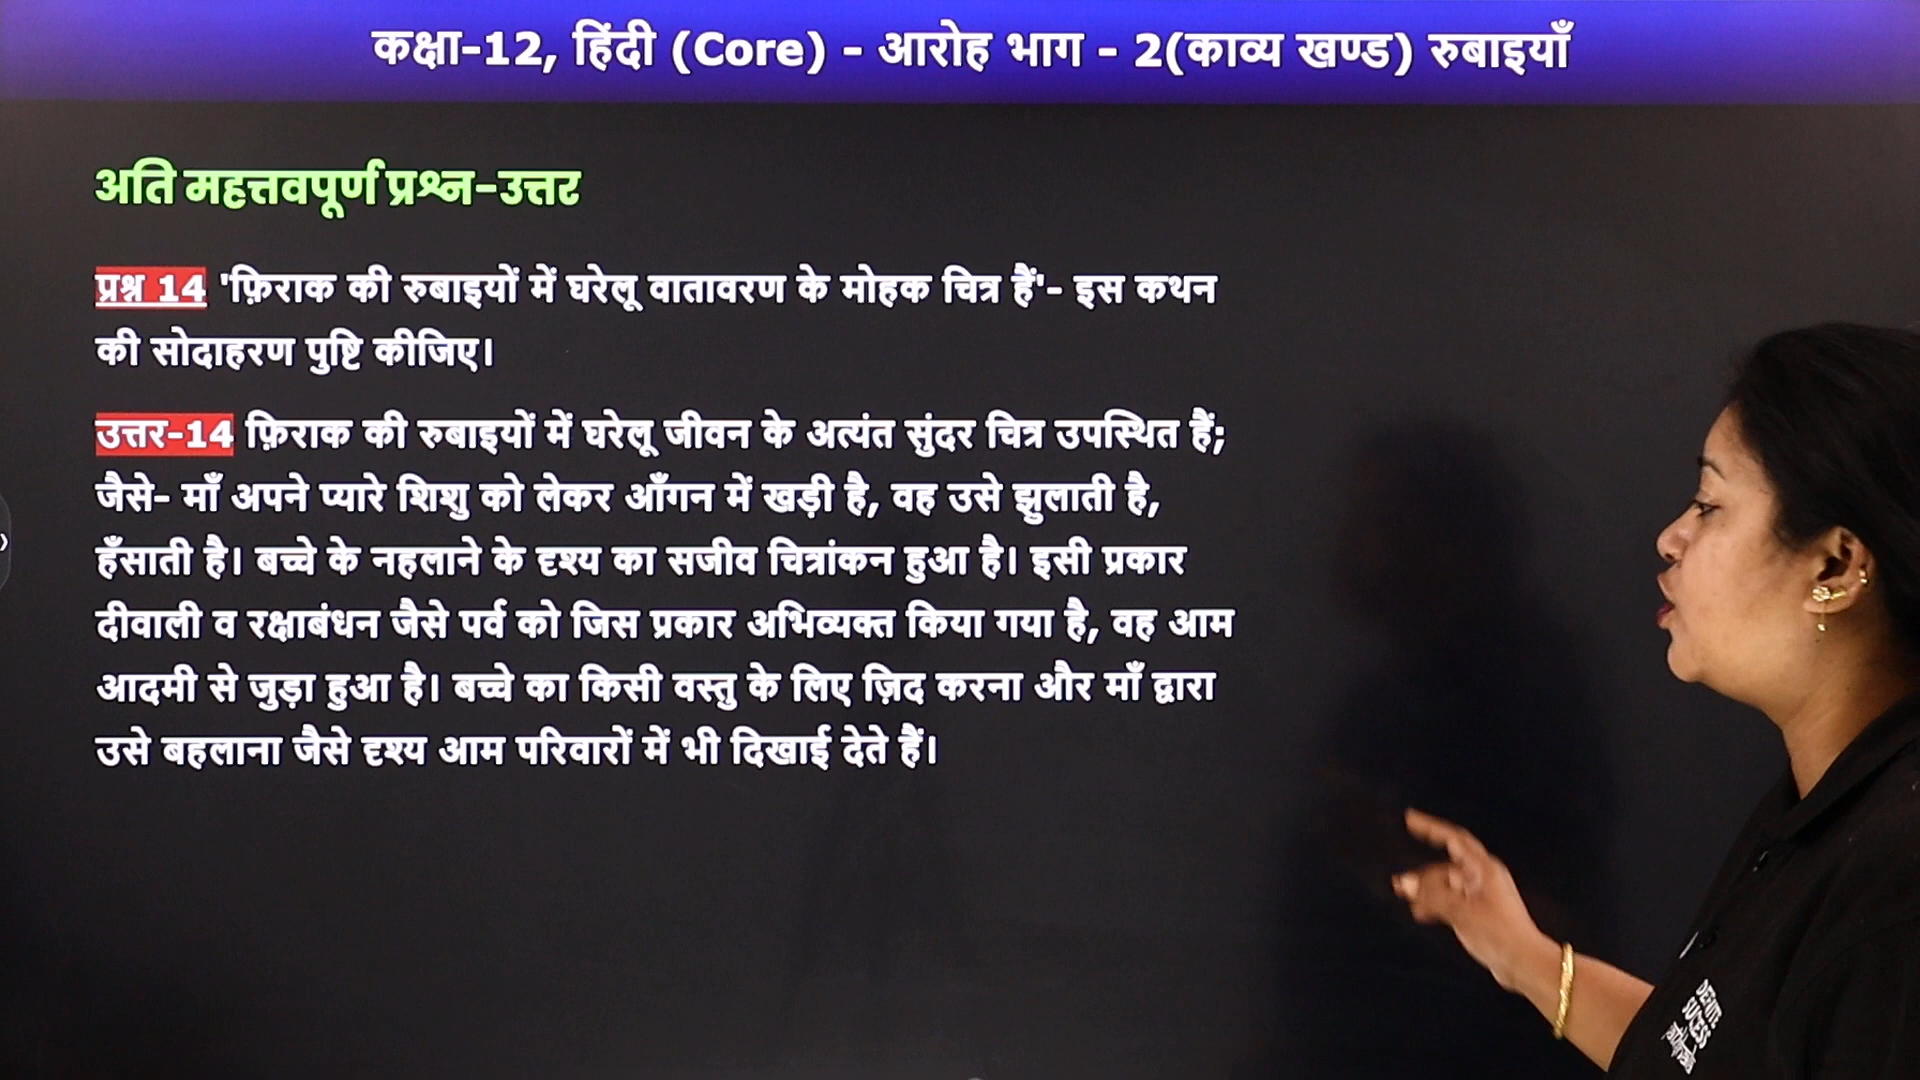 कक्षा-12, हिंदी (Core) - आरोह भाग - 2(काव्य खण्ड) रुबाइयाँ
अति महत्तवपूर्ण प्रश्न-उत्तर
प्रश्न 14 'फ़िराक की रुबाइयों में घरेलू वातावरण के मोहक चित्र हैं'- इस कथन
की सोदाहरण पुष्टि कीजिए।
उत्तर-14 फ़िराक की रुबाइयों में घरेलू जीवन के अत्यंत सुंदर चित्र उपस्थित हैं;
जैसे- माँ अपने प्यारे शिशु को लेकर आँगन में खड़ी है, वह उसे झुलाती है,
हँसाती है। बच्चे के नहलाने के दृश्य का सजीव चित्रांकन हुआ है। इसी प्रकार
दीवाली व रक्षाबंधन जैसे पर्व को जिस प्रकार अभिव्यक्त किया गया है, वह आम
आदमी से जुड़ा हुआ है। बच्चे का किसी वस्तु के लिए ज़िद करना और माँ द्वारा
उसे बहलाना जैसे दृश्य आम परिवारों में भी दिखाई देते हैं।